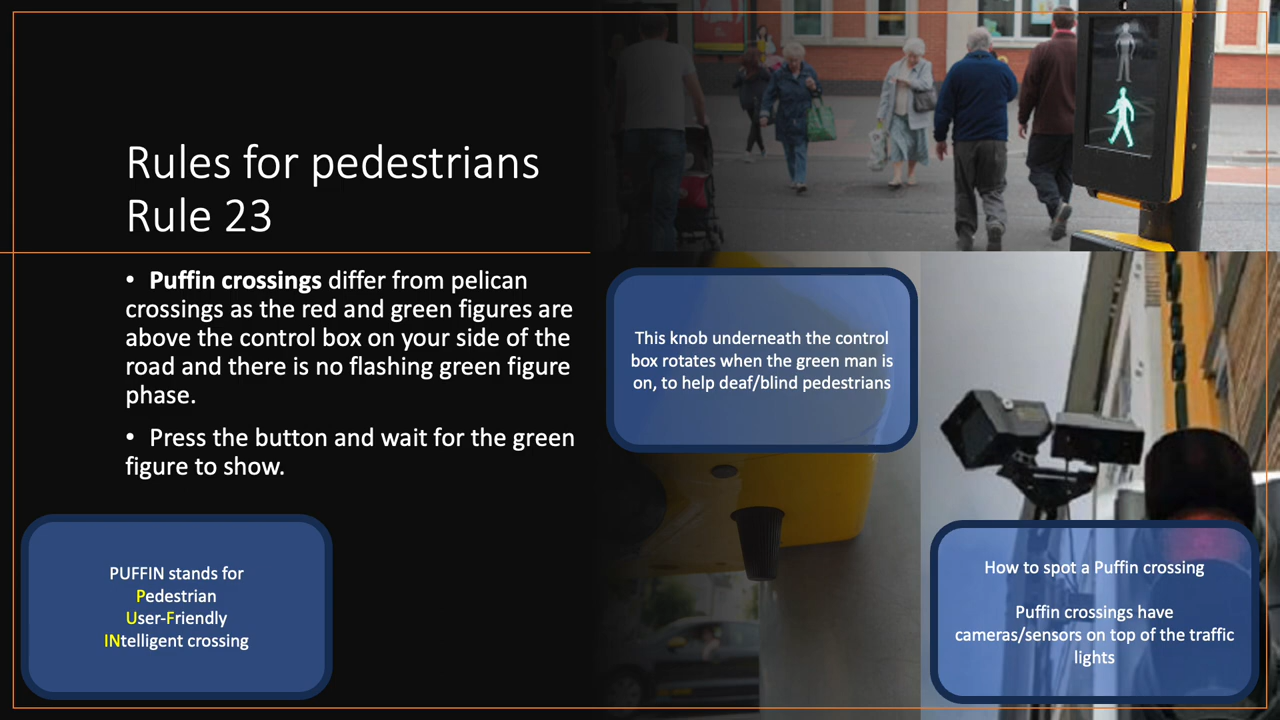 Rules for pedestrians
Rule 23
• Puffin crossings differ from pelican
crossings as the red and green figures are
above the control box on your side of the
road and there is no flashing green figure
phase.
• Press the button and wait for the green
figure to show.
PUFFIN stands for
Pedestrian
User-Friendly
INtelligent crossing
This knob underneath the control
box rotates when the green man is
on, to help deaf/blind pedestrians
How to spot a Puffin crossing
Puffin crossings have
cameras/sensors on top of the traffic
lights